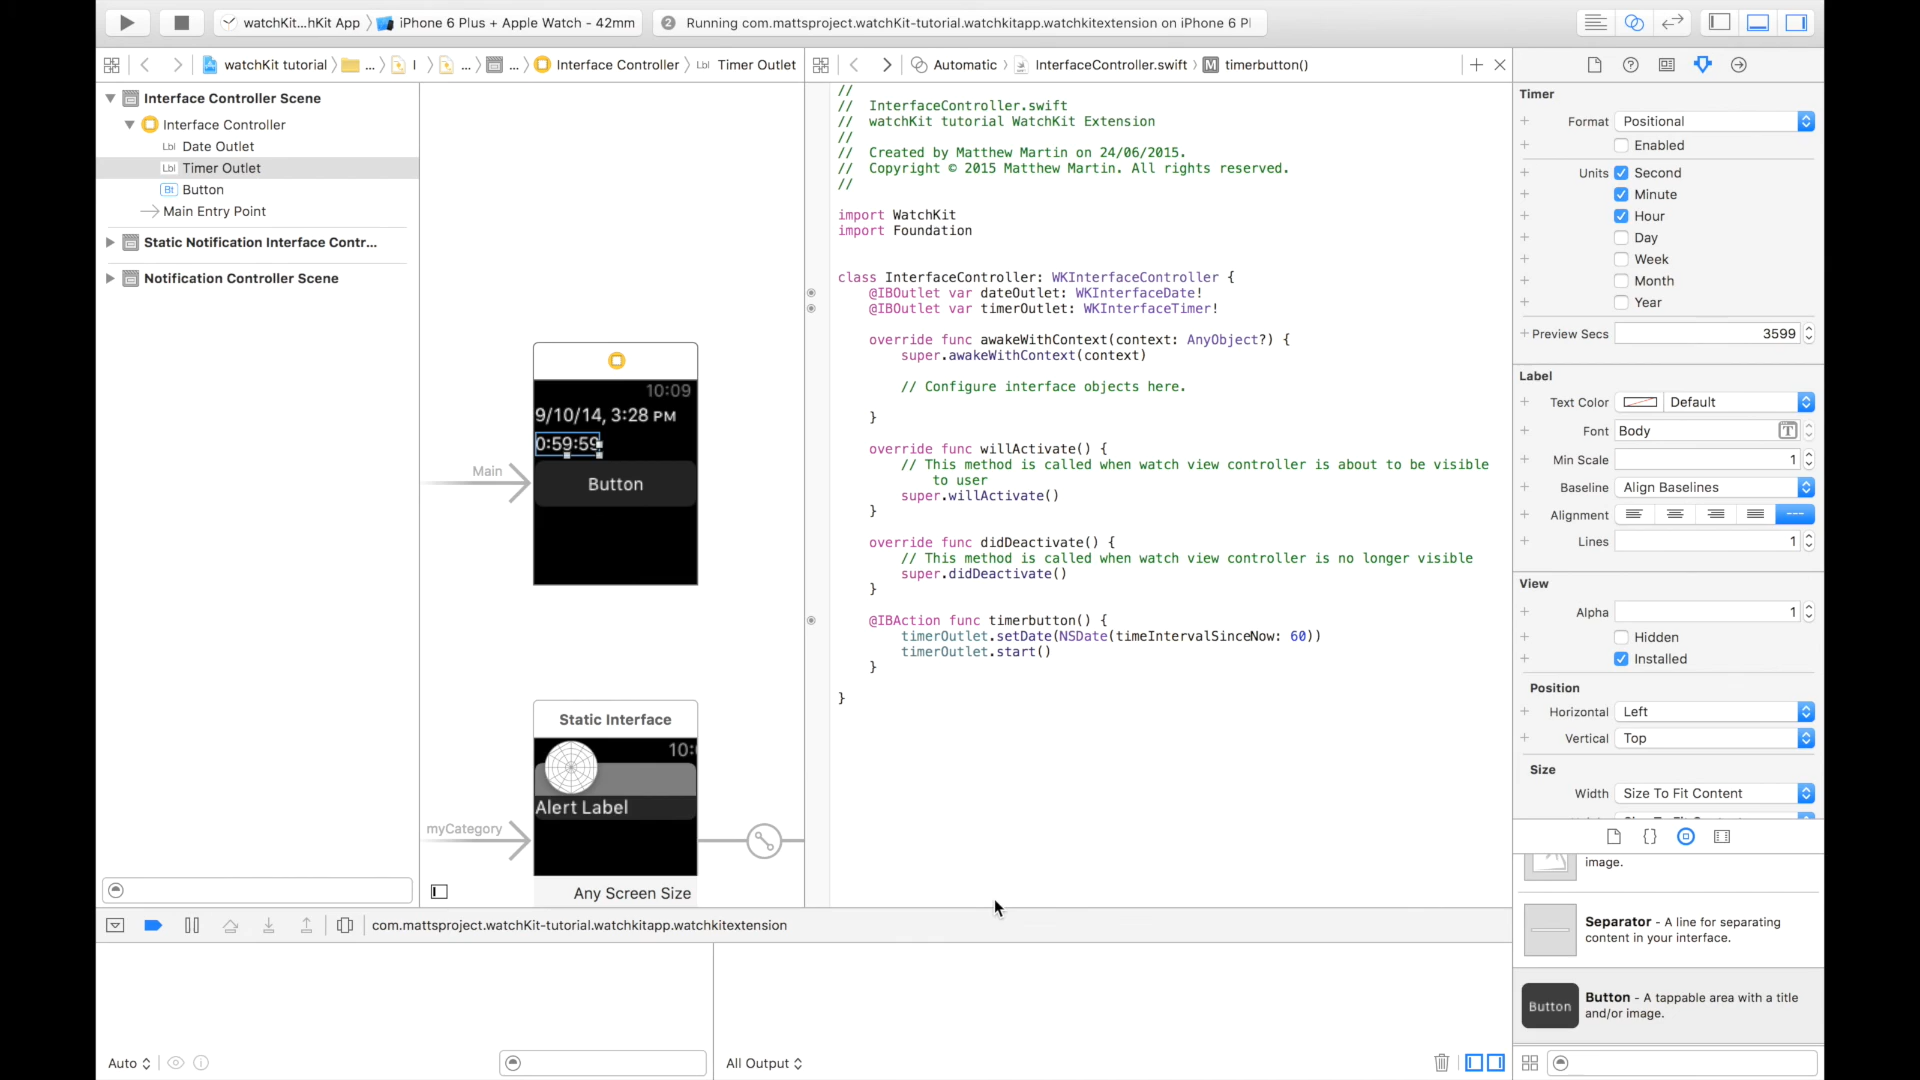 watchKit...hKit App
iPhone 6 Plus + Apple Watch - 42mm
2
Running com.mattsproject.watchKit-tutorial.watchkitapp.watchkitextension on iPhone 6 Pl
watchKit tutorial
...
I
...
...
Interface Controller
Lbl
Timer Outlet
Automatic
InterfaceController.swift
M
timerbutton()
Interface Controller Scene
Interface Controller
Lbl Date Outlet
Lbl Timer Outlet
Bt Button
Main Entry Point
Static Notification Interface Contr...
Notification Controller Scene
10:09
9/10/14, 3:28 PM
0:59:59
Main
Button
Static Interface
10:
Alert Label
myCategory
Any Screen Size
//
//  InterfaceController.swift
//  watchKit tutorial WatchKit Extension
//
//  Created by Matthew Martin on 24/06/2015.
//  Copyright © 2015 Matthew Martin. All rights reserved.
//
import WatchKit
import Foundation
class InterfaceController: WKInterfaceController {
@IBOutlet var dateOutlet: WKInterfaceDate!
@IBOutlet var timerOutlet: WKInterfaceTimer!
override func awakeWithContext(context: AnyObject?) {
super.awakeWithContext(context)
// Configure interface objects here.
}
override func willActivate() {
// This method is called when watch view controller is about to be visible
to user
super.willActivate()
}
override func didDeactivate() {
// This method is called when watch view controller is no longer visible
super.didDeactivate()
}
@IBAction func timerbutton() {
timerOutlet.setDate(NSDate(timeIntervalSinceNow: 60))
timerOutlet.start()
}
}
Timer
Format Positional
Enabled
Units Second
Minute
Hour
Day
Week
Month
Year
Preview Secs 3599
Label
Text Color Default
Font Body
Min Scale 1
Baseline Align Baselines
Alignment
Lines 1
View
Alpha 1
Hidden
Installed
Position
Horizontal Left
Vertical Top
Size
Width Size To Fit Content
image.
Separator - A line for separating
content in your interface.
Button
Button - A tappable area with a title
and/or image.
com.mattsproject.watchKit-tutorial.watchkitapp.watchkitextension
Auto
All Output